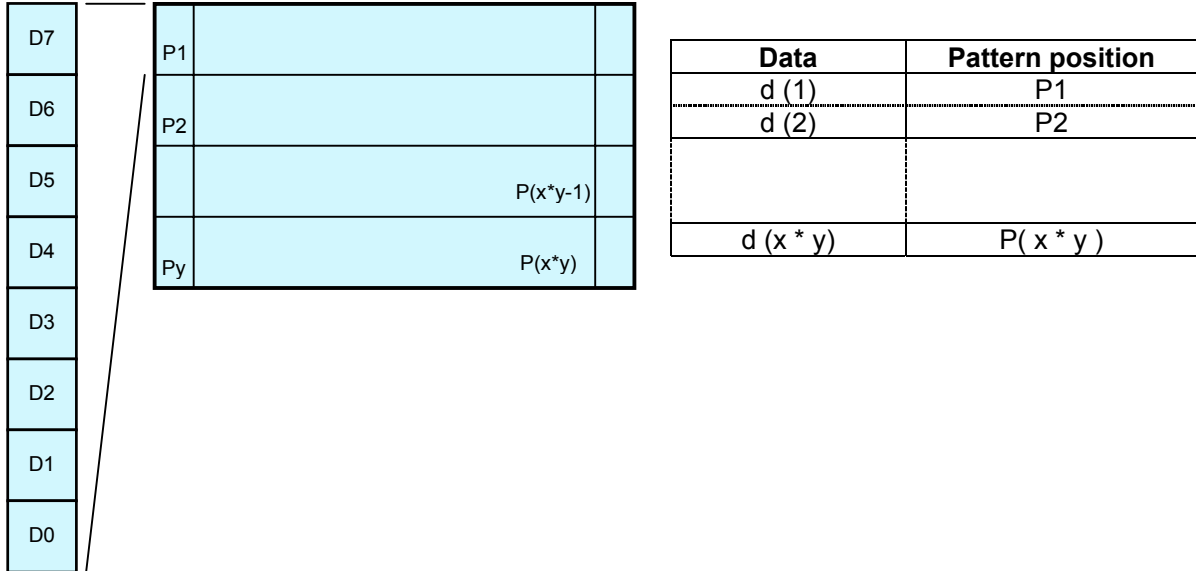 D7
D6
D5
D4
D3
D2
D1
D0
P1
P2
P(x*y-1)
Py P(x*y)
Data Pattern position
d (1) P1
d (2) P2
d (x * y) P( x * y )